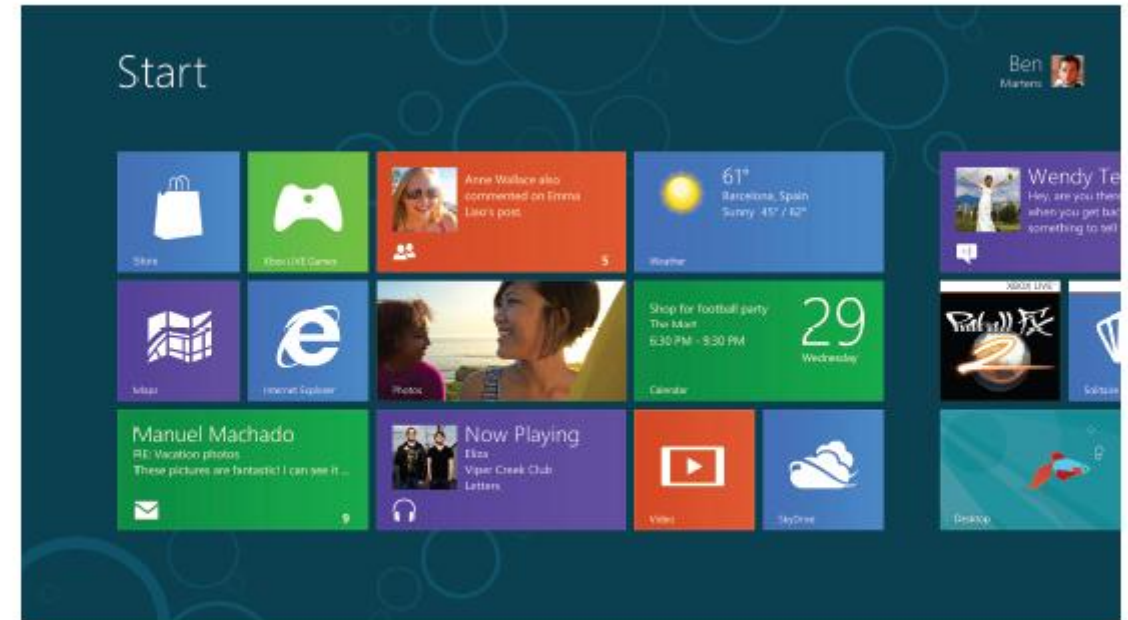 Start
Ben
Martens
Store
Xbox LIVE Games
Anne Wallace also
commented on Emma
post.
5
61°
Barcelona, Spain
Sunny 45° / 62°
Weather
Maps
Internet Explorer
Photos
Shop for football party
The Mart
6:30 PM - 9:30 PM
29
Wednesday
Calendar
Manuel Machado
RE: Vacation photos
These pictures are fantastic! I can see it ...
9
Now Playing
Eliza
Viper Creek Club
Letters
Video
SkyDrive
Wendy Te
Hey, are you there
when you get bac
something to tell
XBOX LIVE
2
Solitaire
Desktop